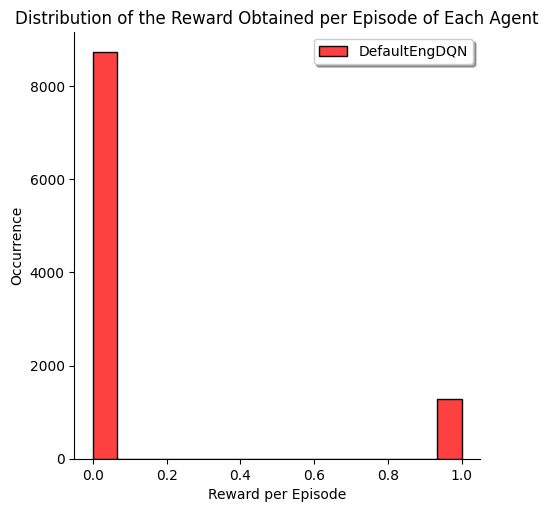 Distribution of the Reward Obtained per Episode of Each Agent
DefaultEngDQN
8000
6000
4000
2000
0
Occurrence
0.0 0.2 0.4 0.6 0.8 1.0
Reward per Episode